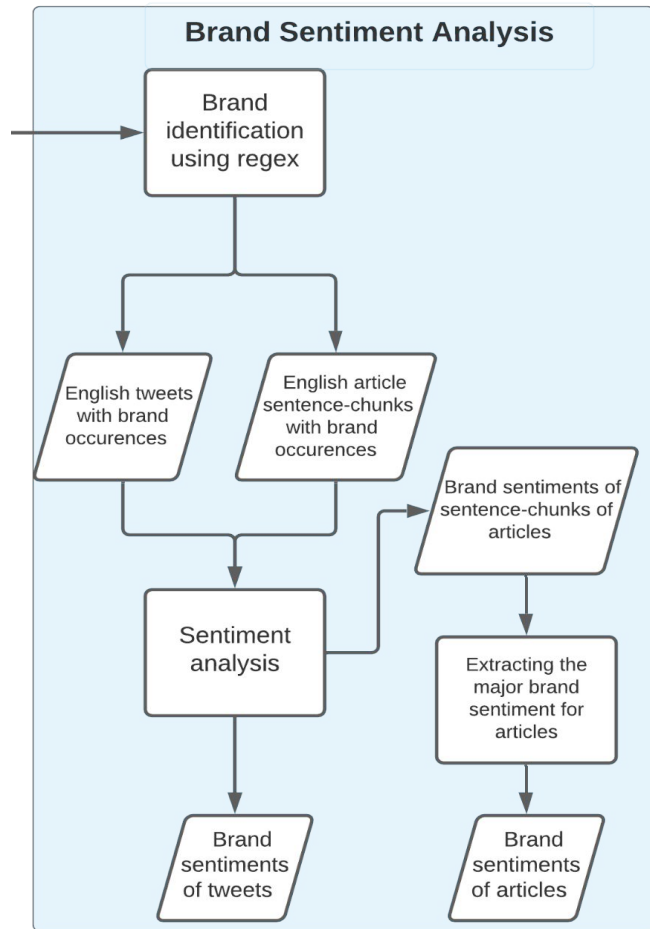 Brand Sentiment Analysis
Brand
identification
using regex
English tweets
with brand
occurences
English article
sentence-chunks
with brand
occurences
Brand sentiments of
sentence-chunks of
articles
Sentiment
analysis
Extracting the
major brand
sentiment for
articles
Brand
sentiments
of tweets
Brand
sentiments
of articles